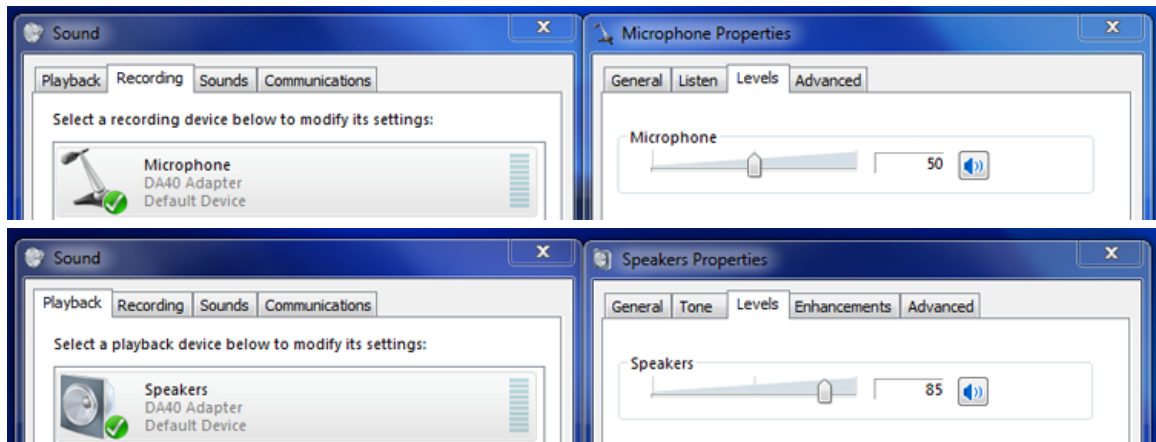 Sound
X
Playback Recording Sounds Communications
Select a recording device below to modify its settings:
Microphone
DA40 Adapter
Default Device
Microphone Properties
X
General Listen Levels Advanced
Microphone
50
Sound
X
Playback Recording Sounds Communications
Select a playback device below to modify its settings:
Speakers
DA40 Adapter
Default Device
Speakers Properties
X
General Tone Levels Enhancements Advanced
Speakers
85